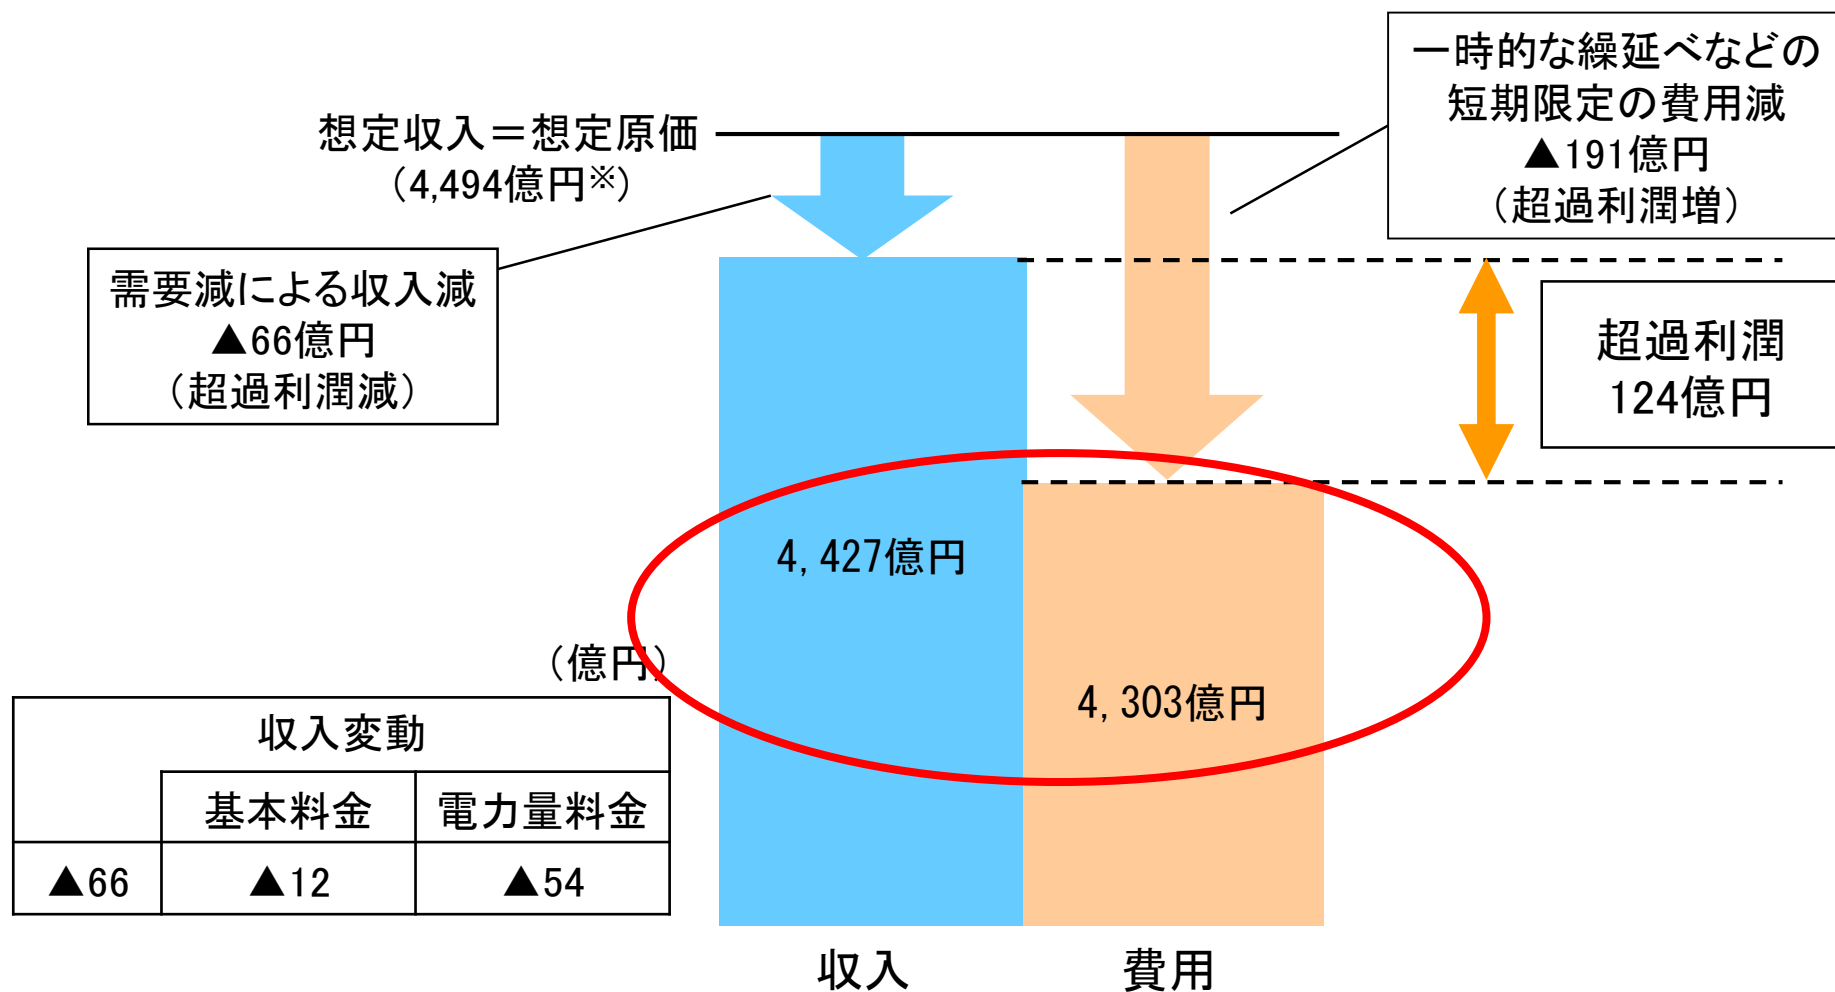 一時的な繰延べなどの
短期限定の費用減
▲191億円
（超過利潤増）
想定収入＝想定原価
（4,494億円※）
需要減による収入減
▲66億円
（超過利潤減）
超過利潤
124億円
4,427億円
4,303億円
（億円）
収入変動
基本料金 電力量料金
▲66 ▲12 ▲54
収入 費用